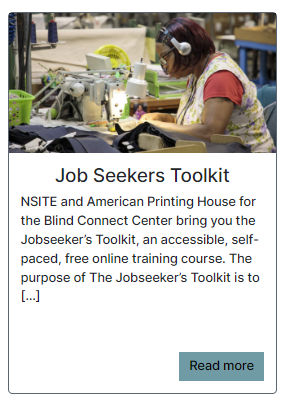 Job Seekers Toolkit
NSITE and American Printing House for
the Blind Connect Center bring you the
Jobseeker’s Toolkit, an accessible, self-
paced, free online training course. The
purpose of The Jobseeker’s Toolkit is to
[…]
Read more